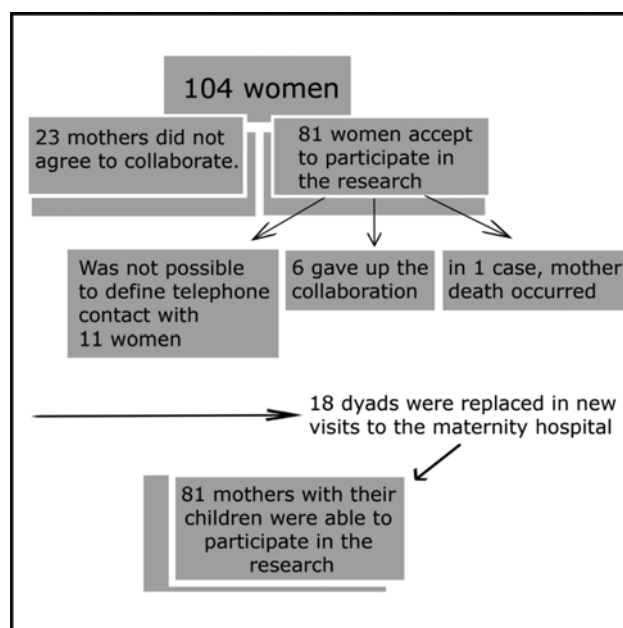 104 women
23 mothers did not
agree to collaborate.
81 women accept
to participate in
the research
Was not possible
to define telephone
contact with
11 women
6 gave up the
collaboration
in 1 case, mother
death occurred
18 dyads were replaced in new
visits to the maternity hospital
81 mothers with their
children were able to
participate in the
research